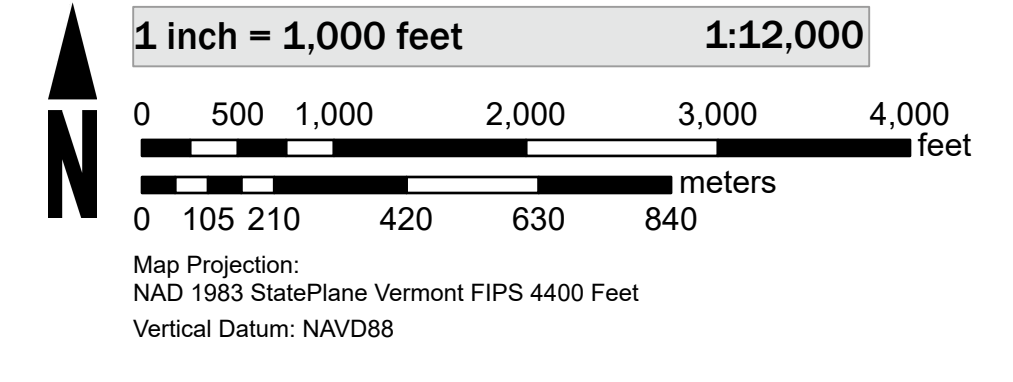 1 inch = 1,000 feet 1:12,000
0 500 1,000 2,000 3,000 4,000
feet
meters
0 105 210 420 630 840
N
Map Projection:
NAD 1983 StatePlane Vermont FIPS 4400 Feet
Vertical Datum: NAVD88